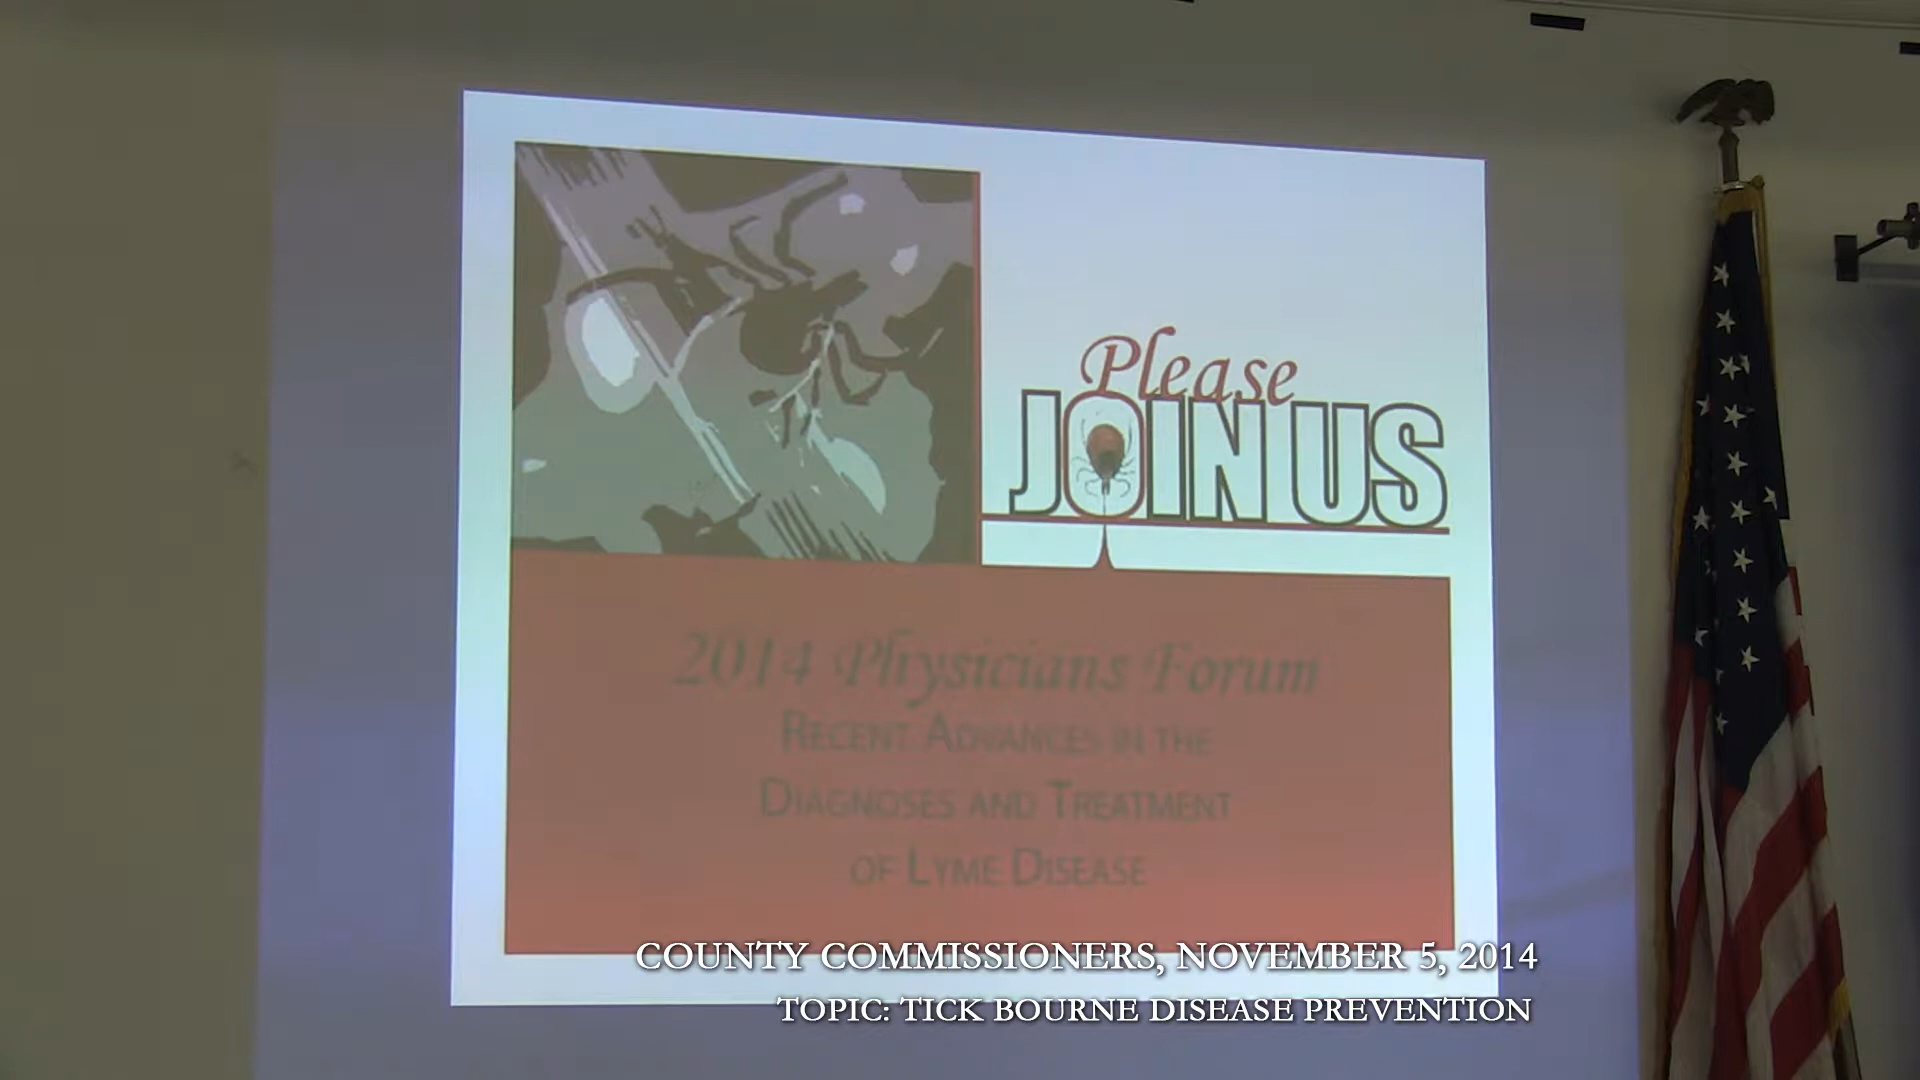 Please
JOIN US
2014 Physicians Forum
RECENT ADVANCES IN THE
DIAGNOSES AND TREATMENT
OF LYME DISEASE
COUNTY COMMISSIONERS, NOVEMBER 5, 2014
TOPIC: TICK BOURNE DISEASE PREVENTION